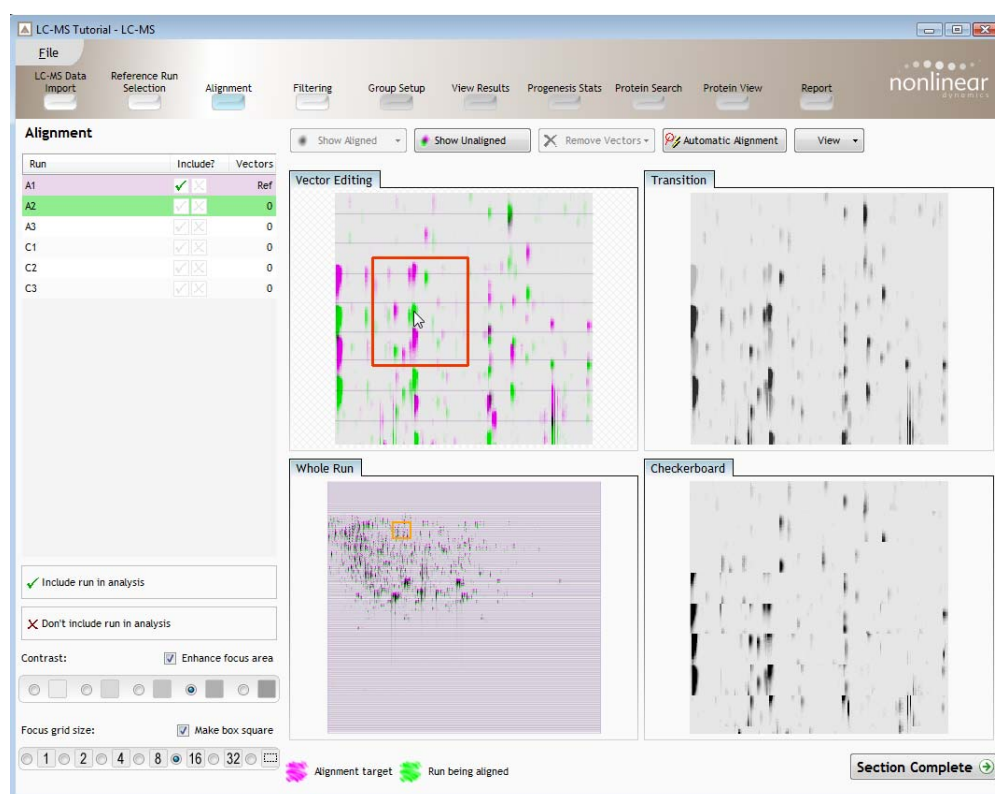 LC-MS Tutorial - LC-MS
File
LC-MS Data Import
Reference Run Selection
Alignment
Filtering
Group Setup
View Results
Progenesis Stats
Protein Search
Protein View
Report
nonlinear
dynamics
Alignment
Show Aligned
Show Unaligned
Remove Vectors
Automatic Alignment
View
Run Include? Vectors
A1 Ref
A2 0
A3 0
C1 0
C2 0
C3 0
Vector Editing
Transition
Whole Run
Checkerboard
Include run in analysis
Don't include run in analysis
Contrast: Enhance focus area
Focus grid size: Make box square
1 2 4 8 16 32
Alignment target Run being aligned
Section Complete